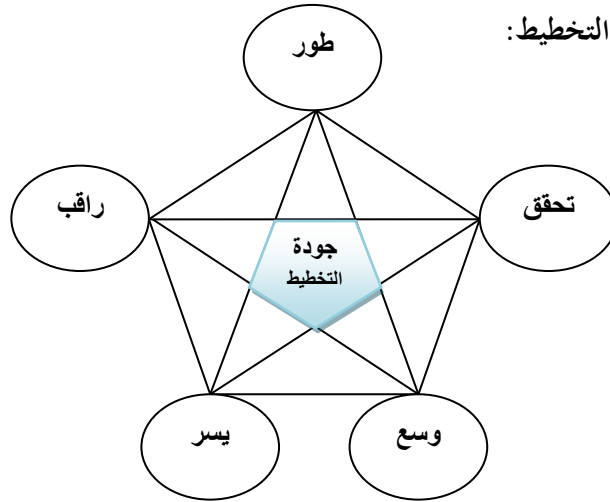 التخطيط:
طور
تحقق
راقب
جودة
التخطيط
وسع
يسر